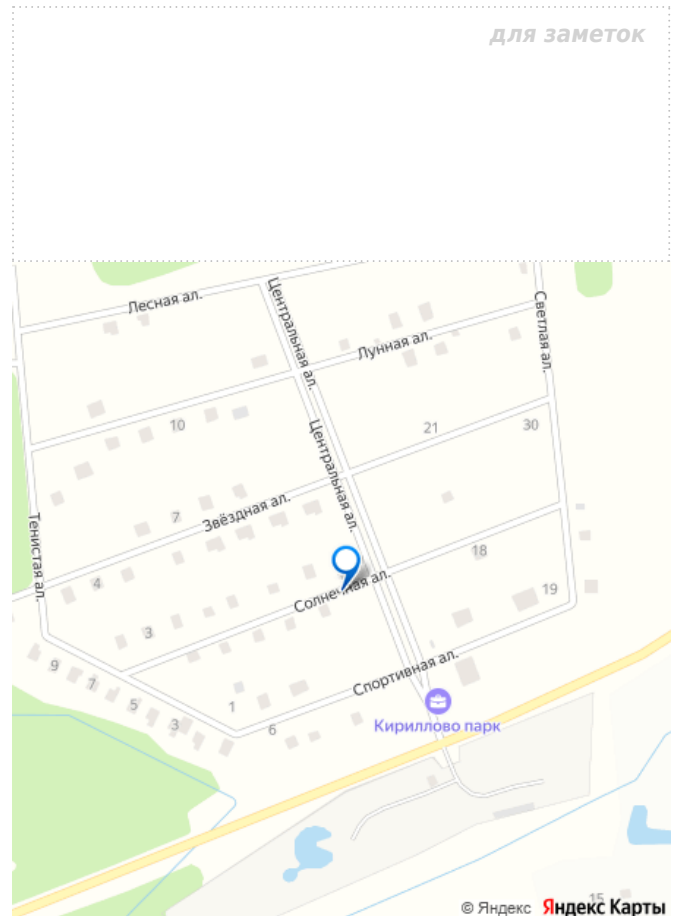 для заметок
Лесная ал.
Центральная ал.
Светлая ал.
Лунная ал.
10
Центральная ал.
21
30
7
Звёздная ал.
Тенистая ал.
4
18
Солнечная ал.
19
3
9
7
5
3
1
6
Спортивная ал.
Кириллово парк
15
© Яндекс Яндекс Карты